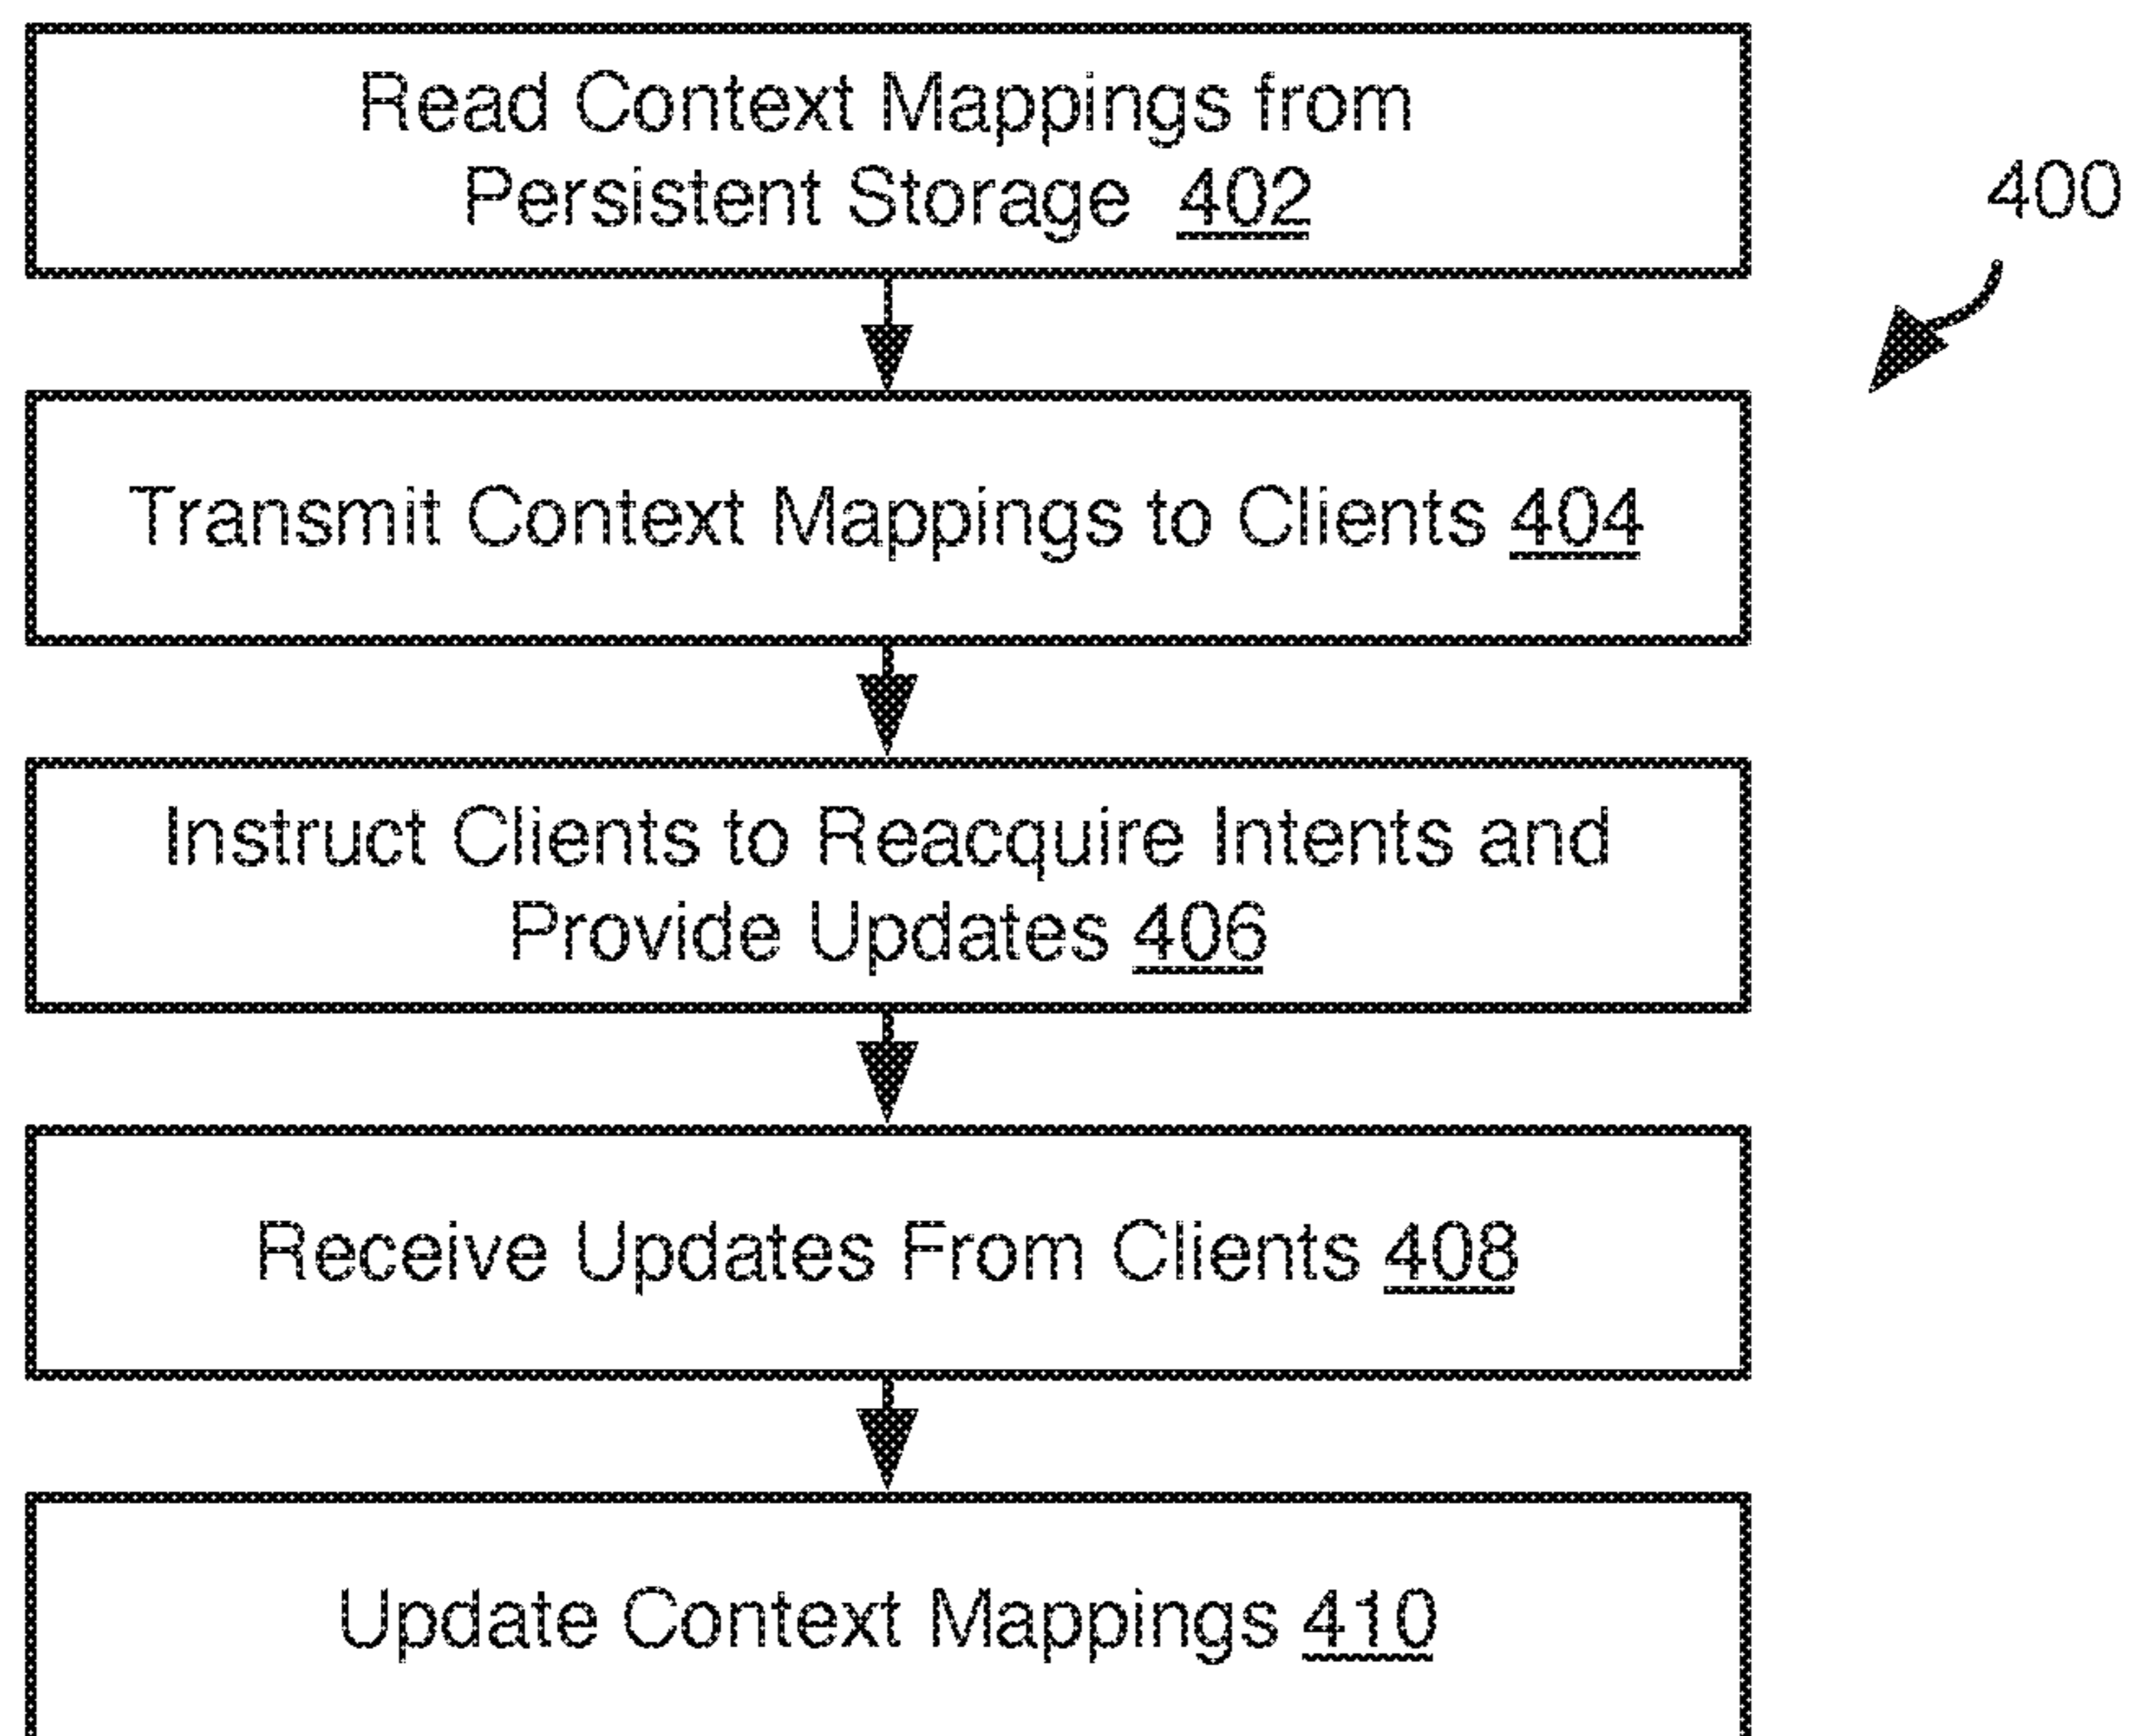 Read Context Mappings from
Persistent Storage 402
400
Transmit Context Mappings to Clients 404
Instruct Clients to Reacquire Intents and
Provide Updates 406
Receive Updates From Clients 408
Update Context Mappings 410